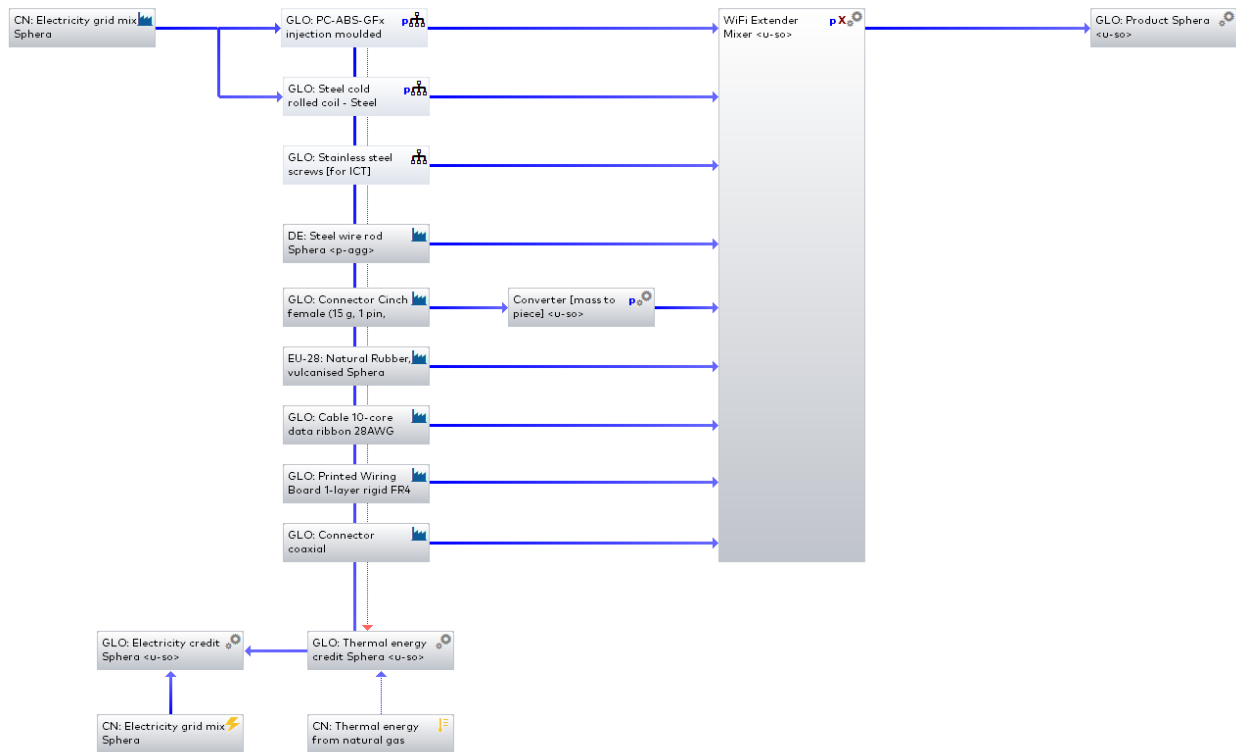 CN: Electricity grid mix
Sphera
GLO: PC-ABS-GFx
injection moulded
p
WiFi Extender
Mixer <u-so>
pX
GLO: Product Sphera
<u-so>
GLO: Steel cold
rolled coil - Steel
p
GLO: Stainless steel
screws [for ICT]
DE: Steel wire rod
Sphera <p-agg>
GLO: Connector Cinch
female (15 g, 1 pin,
Converter [mass to
piece] <u-so>
p
EU-28: Natural Rubber,
vulcanised Sphera
GLO: Cable 10-core
data ribbon 28AWG
GLO: Printed Wiring
Board 1-layer rigid FR4
GLO: Connector
coaxial
GLO: Electricity credit
Sphera <u-so>
GLO: Thermal energy
credit Sphera <u-so>
CN: Electricity grid mix
Sphera
CN: Thermal energy
from natural gas